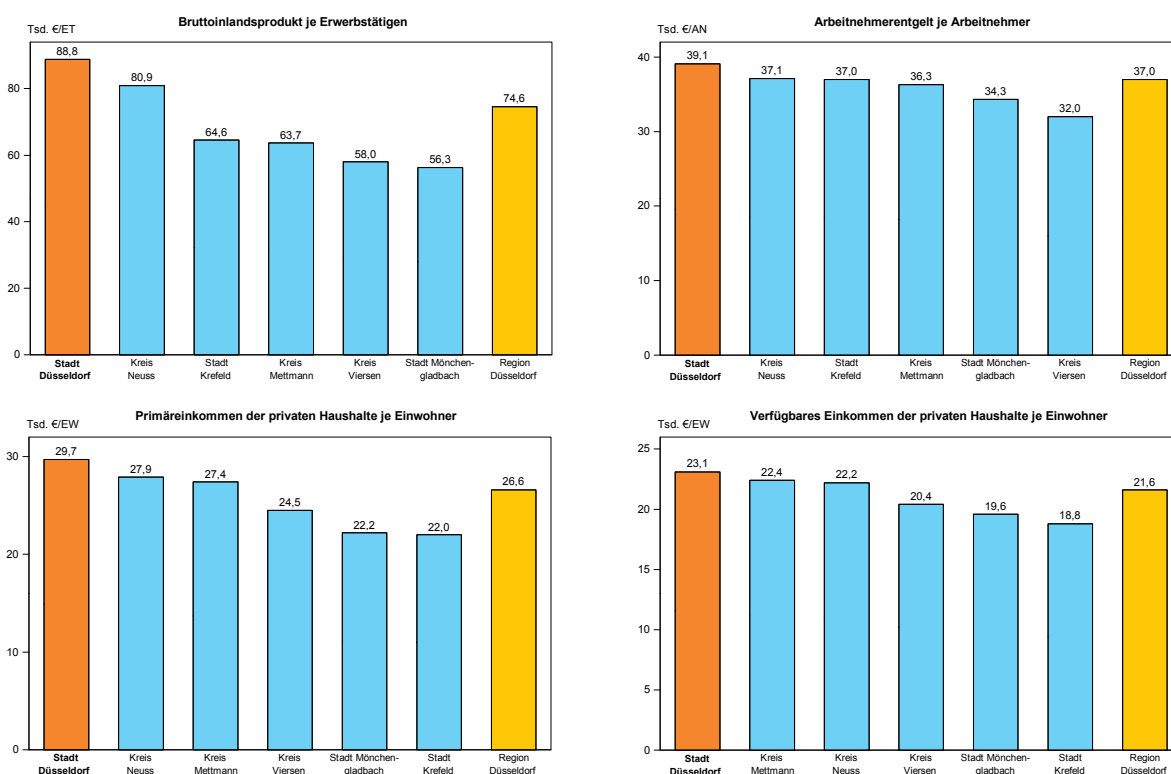 Bruttoinlandsprodukt je Erwerbstätigen
Tsd. €/ET
88,8
80,9
64,6
63,7
58,0
56,3
74,6
80
60
40
20
0
Stadt Düsseldorf
Kreis Neuss
Stadt Krefeld
Kreis Mettmann
Kreis Viersen
Stadt Mönchen-
gladbach
Region Düsseldorf
Arbeitnehmerentgelt je Arbeitnehmer
Tsd. €/AN
39,1
37,1
37,0
36,3
34,3
32,0
37,0
40
30
20
10
0
Stadt Düsseldorf
Kreis Neuss
Stadt Krefeld
Kreis Mettmann
Stadt Mönchen-
gladbach
Kreis Viersen
Region Düsseldorf
Primäreinkommen der privaten Haushalte je Einwohner
Tsd. €/EW
29,7
27,9
27,4
24,5
22,2
22,0
26,6
30
20
10
0
Stadt Düsseldorf
Kreis Neuss
Kreis Mettmann
Kreis Viersen
Stadt Mönchen-
gladbach
Stadt Krefeld
Region Düsseldorf
Verfügbares Einkommen der privaten Haushalte je Einwohner
Tsd. €/EW
23,1
22,4
22,2
20,4
19,6
18,8
21,6
25
20
15
10
5
0
Stadt Düsseldorf
Kreis Mettmann
Kreis Neuss
Kreis Viersen
Stadt Mönchen-
gladbach
Stadt Krefeld
Region Düsseldorf